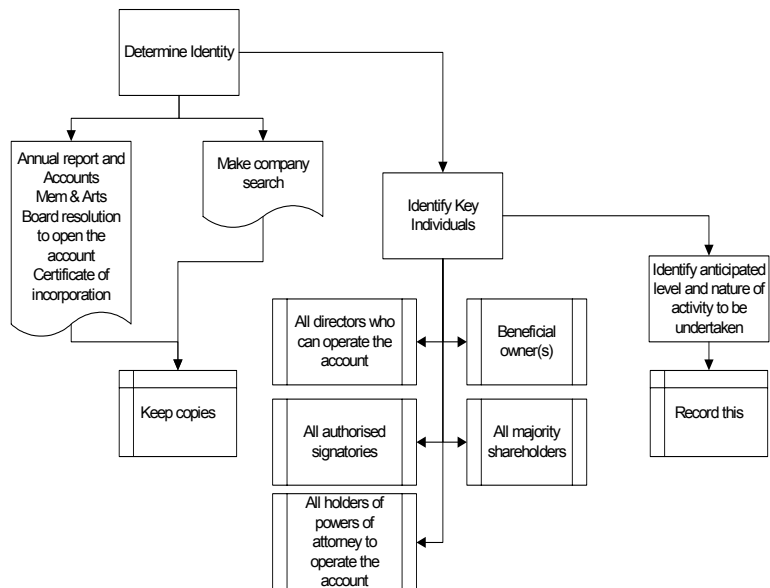 Determine Identity
Annual report and
Accounts
Mem & Arts
Board resolution
to open the
account
Certificate of
incorporation
Make company
search
Identify Key
Individuals
Identify anticipated
level and nature of
activity to be
undertaken
All directors who
can operate the
account
Beneficial
owner(s)
Keep copies
Record this
All authorised
signatories
All majority
shareholders
All holders of
powers of
attorney to
operate the
account